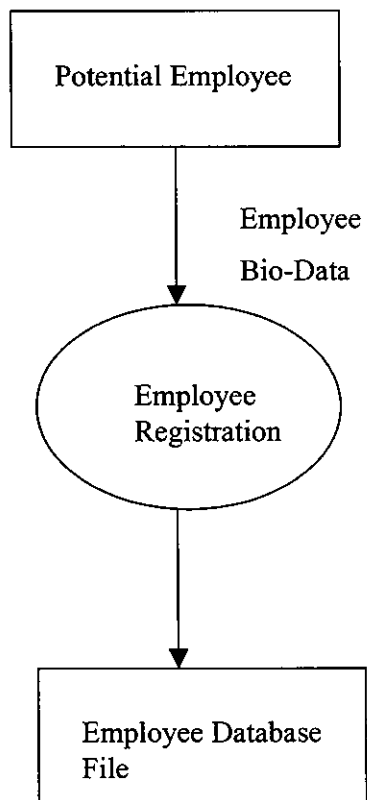 Potential Employee
Employee
Bio-Data
Employee
Registration
Employee Database
File